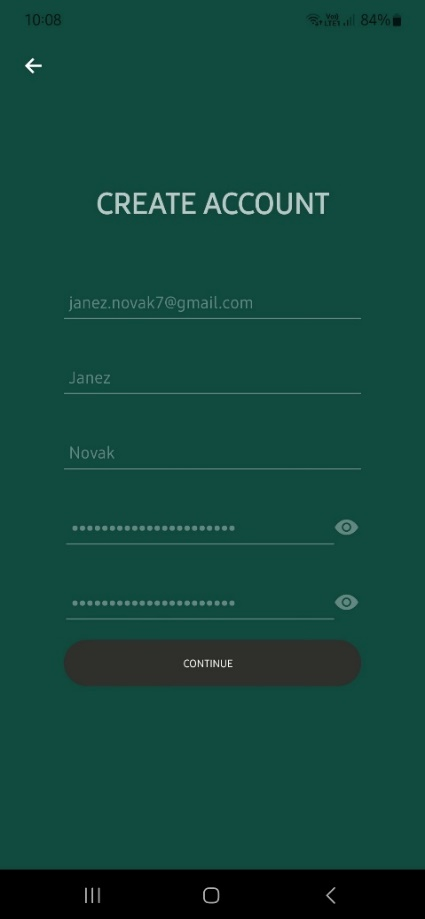 10:08
84%
CREATE ACCOUNT
janez.novak7@gmail.com
Janez
Novak
••••••••••••••••••••••
••••••••••••••••••••••
CONTINUE